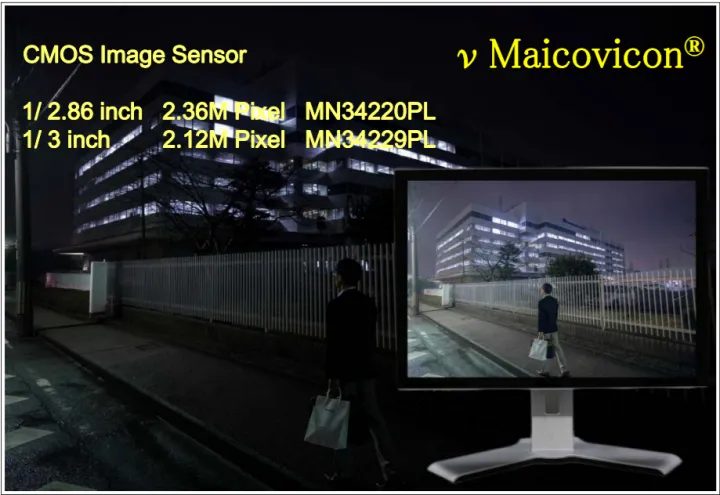 CMOS Image Sensor
ν Maicovicon®
1/ 2.86 inch 2.36M Pixel MN34220PL
1/ 3 inch 2.12M Pixel MN34229PL